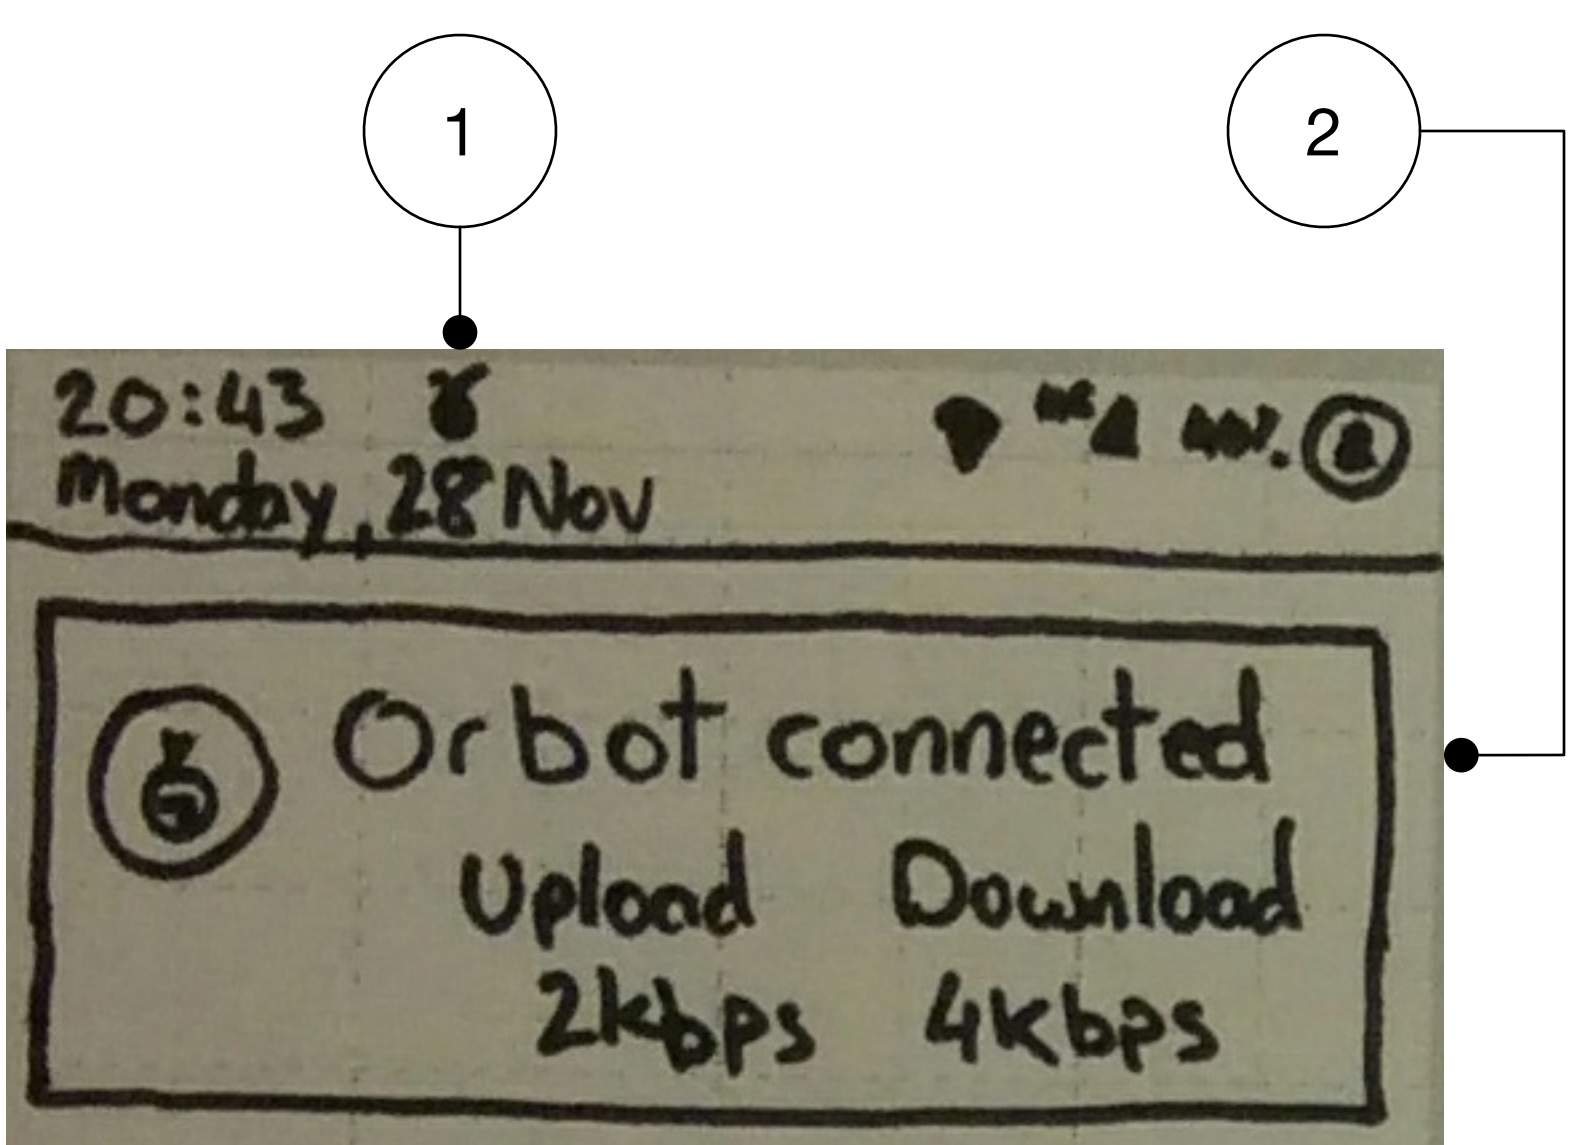 1
2
20:43
Monday, 28 Nov
Orbot connected
Upload Download
2kbps 4kbps